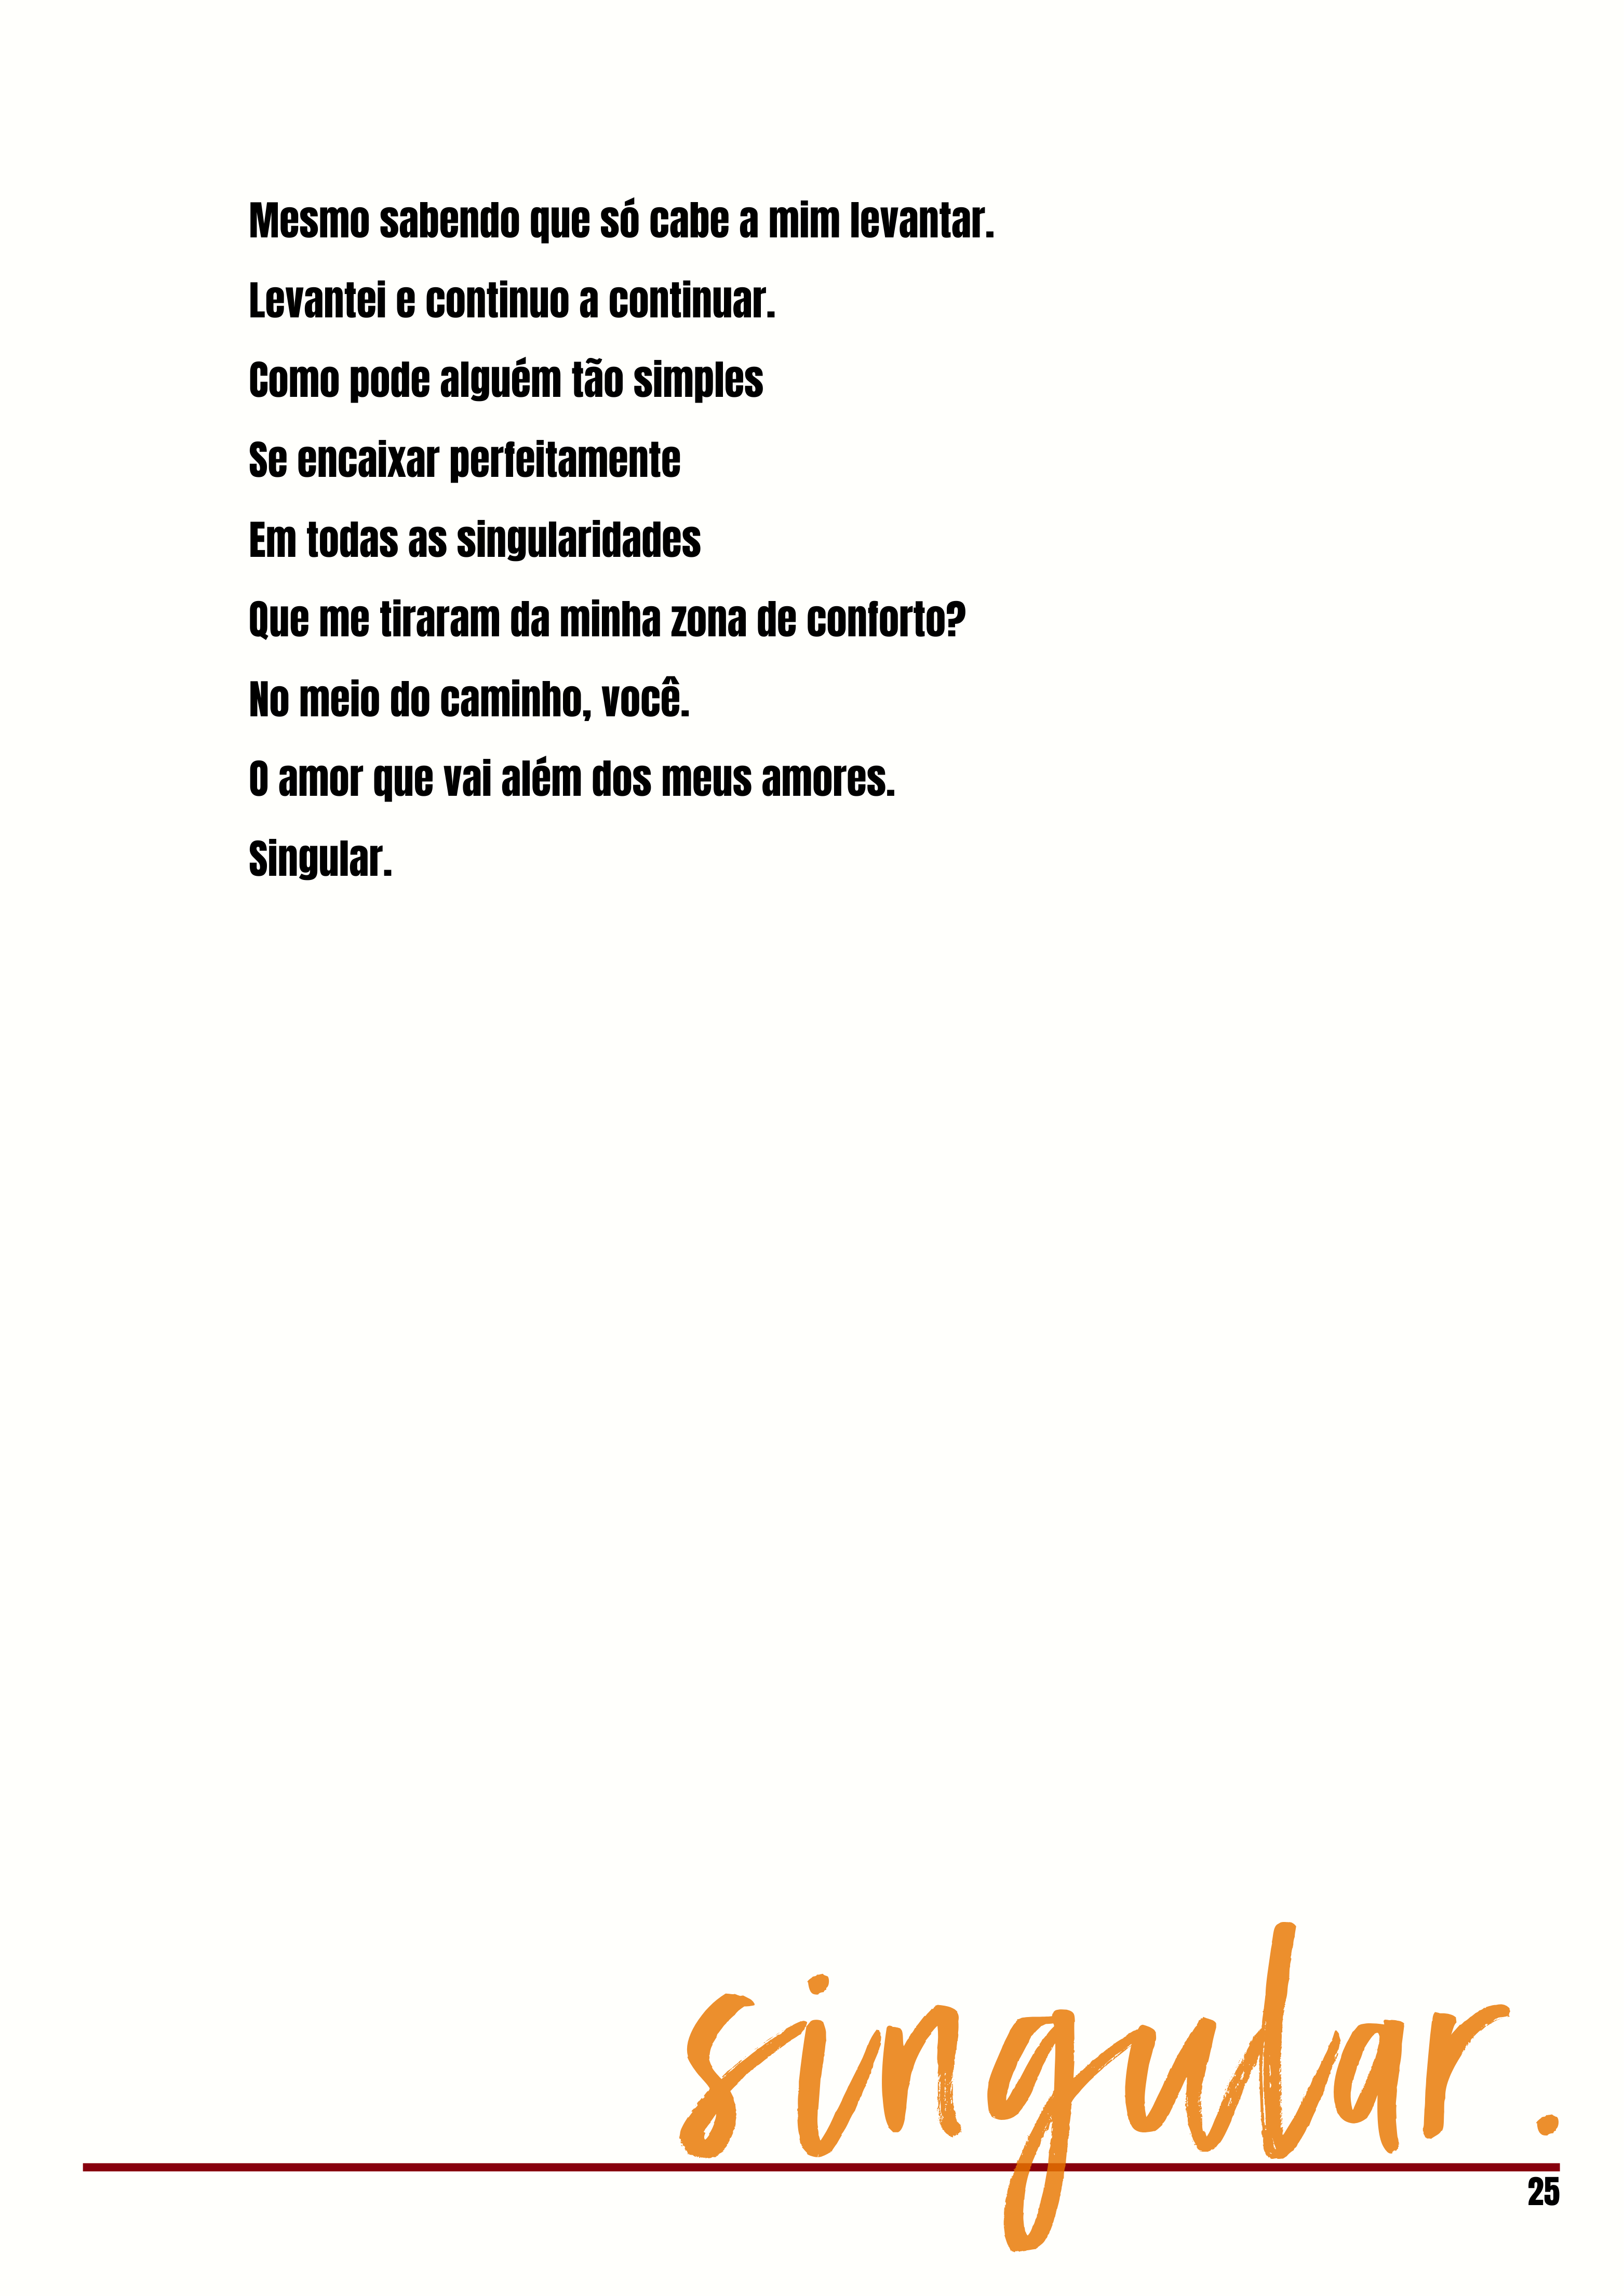 Mesmo sabendo que só cabe a mim levantar.
Levantei e continuo a continuar.
Como pode alguém tão simples
Se encaixar perfeitamente
Em todas as singularidades
Que me tiraram da minha zona de conforto?
No meio do caminho, você.
O amor que vai além dos meus amores.
Singular.
singular.
25